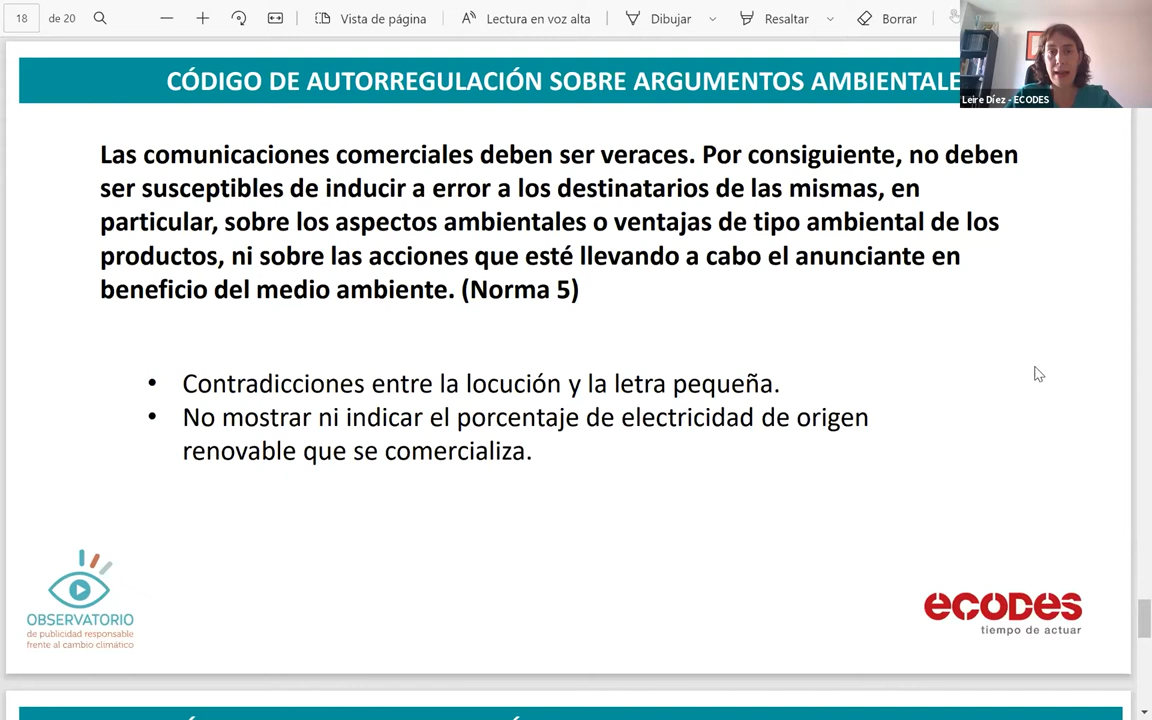 18 de 20 Vista de página Lectura en voz alta Dibujar Resaltar Borrar
CÓDIGO DE AUTORREGULACIÓN SOBRE ARGUMENTOS AMBIENTALE
Leire Díez - ECODES
Las comunicaciones comerciales deben ser veraces. Por consiguiente, no deben
ser susceptibles de inducir a error a los destinatarios de las mismas, en
particular, sobre los aspectos ambientales o ventajas de tipo ambiental de los
productos, ni sobre las acciones que esté llevando a cabo el anunciante en
beneficio del medio ambiente. (Norma 5)
• Contradicciones entre la locución y la letra pequeña.
• No mostrar ni indicar el porcentaje de electricidad de origen
renovable que se comercializa.
OBSERVATORIO
de publicidad responsable
frente al cambio climático
ecodes
tiempo de actuar